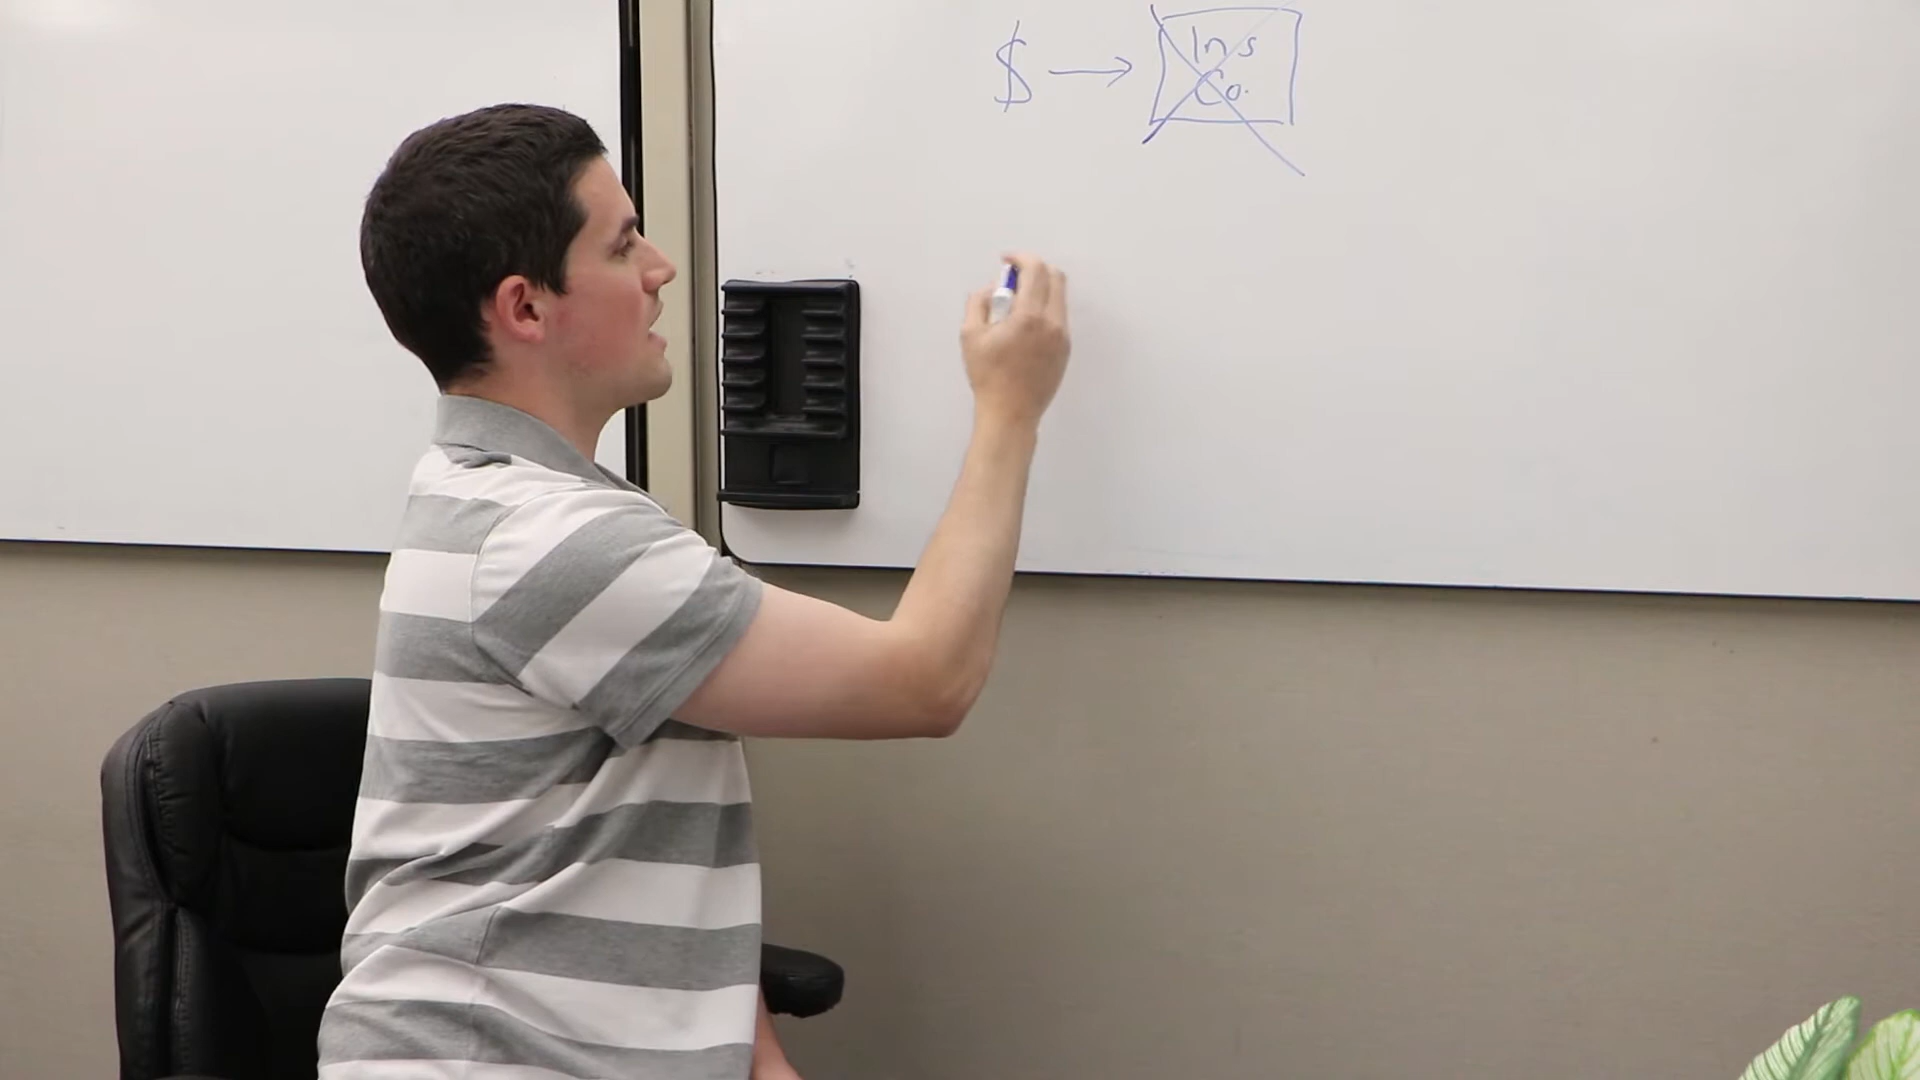 $ → Ins
Co.